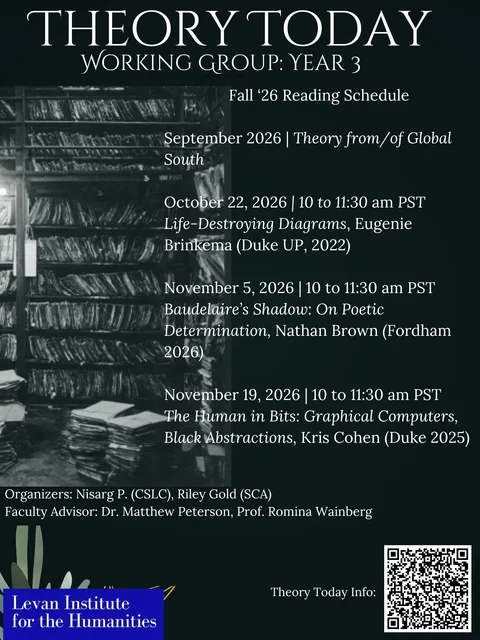 THEORY TODAY
WORKING GROUP: YEAR 3
Fall ‘26 Reading Schedule
September 2026 | Theory from/of Global
South
October 22, 2026 | 10 to 11:30 am PST
Life-Destroying Diagrams, Eugenie
Brinkema (Duke UP, 2022)
November 5, 2026 | 10 to 11:30 am PST
Baudelaire’s Shadow: On Poetic
Determination, Nathan Brown (Fordham
2026)
November 19, 2026 | 10 to 11:30 am PST
The Human in Bits: Graphical Computers,
Black Abstractions, Kris Cohen (Duke 2025)
Organizers: Nisarg P. (CSLC), Riley Gold (SCA)
Faculty Advisor: Dr. Matthew Peterson, Prof. Romina Wainberg
Theory Today Info:
Levan Institute
for the Humanities